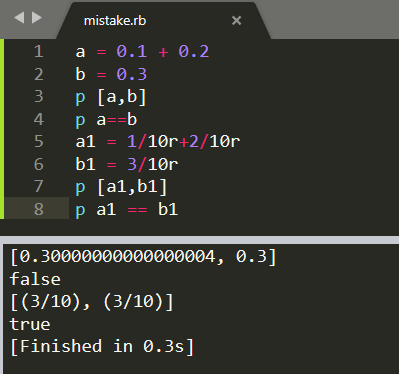 mistake.rb ×
1 a = 0.1 + 0.2
2 b = 0.3
3 p [a,b]
4 p a==b
5 a1 = 1/10r+2/10r
6 b1 = 3/10r
7 p [a1,b1]
8 p a1 == b1
[0.30000000000000004, 0.3]
false
[(3/10), (3/10)]
true
[Finished in 0.3s]